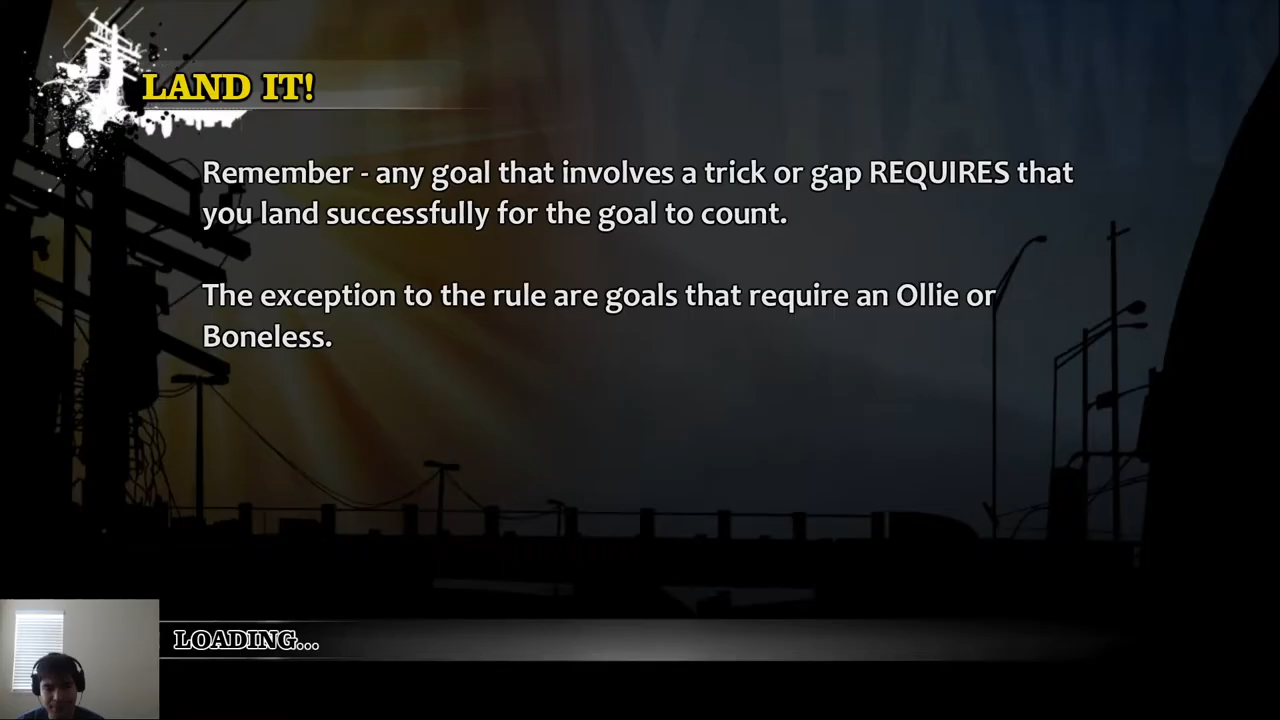 LAND IT!
Remember - any goal that involves a trick or gap REQUIRES that
you land successfully for the goal to count.
The exception to the rule are goals that require an Ollie or
Boneless.
LOADING...